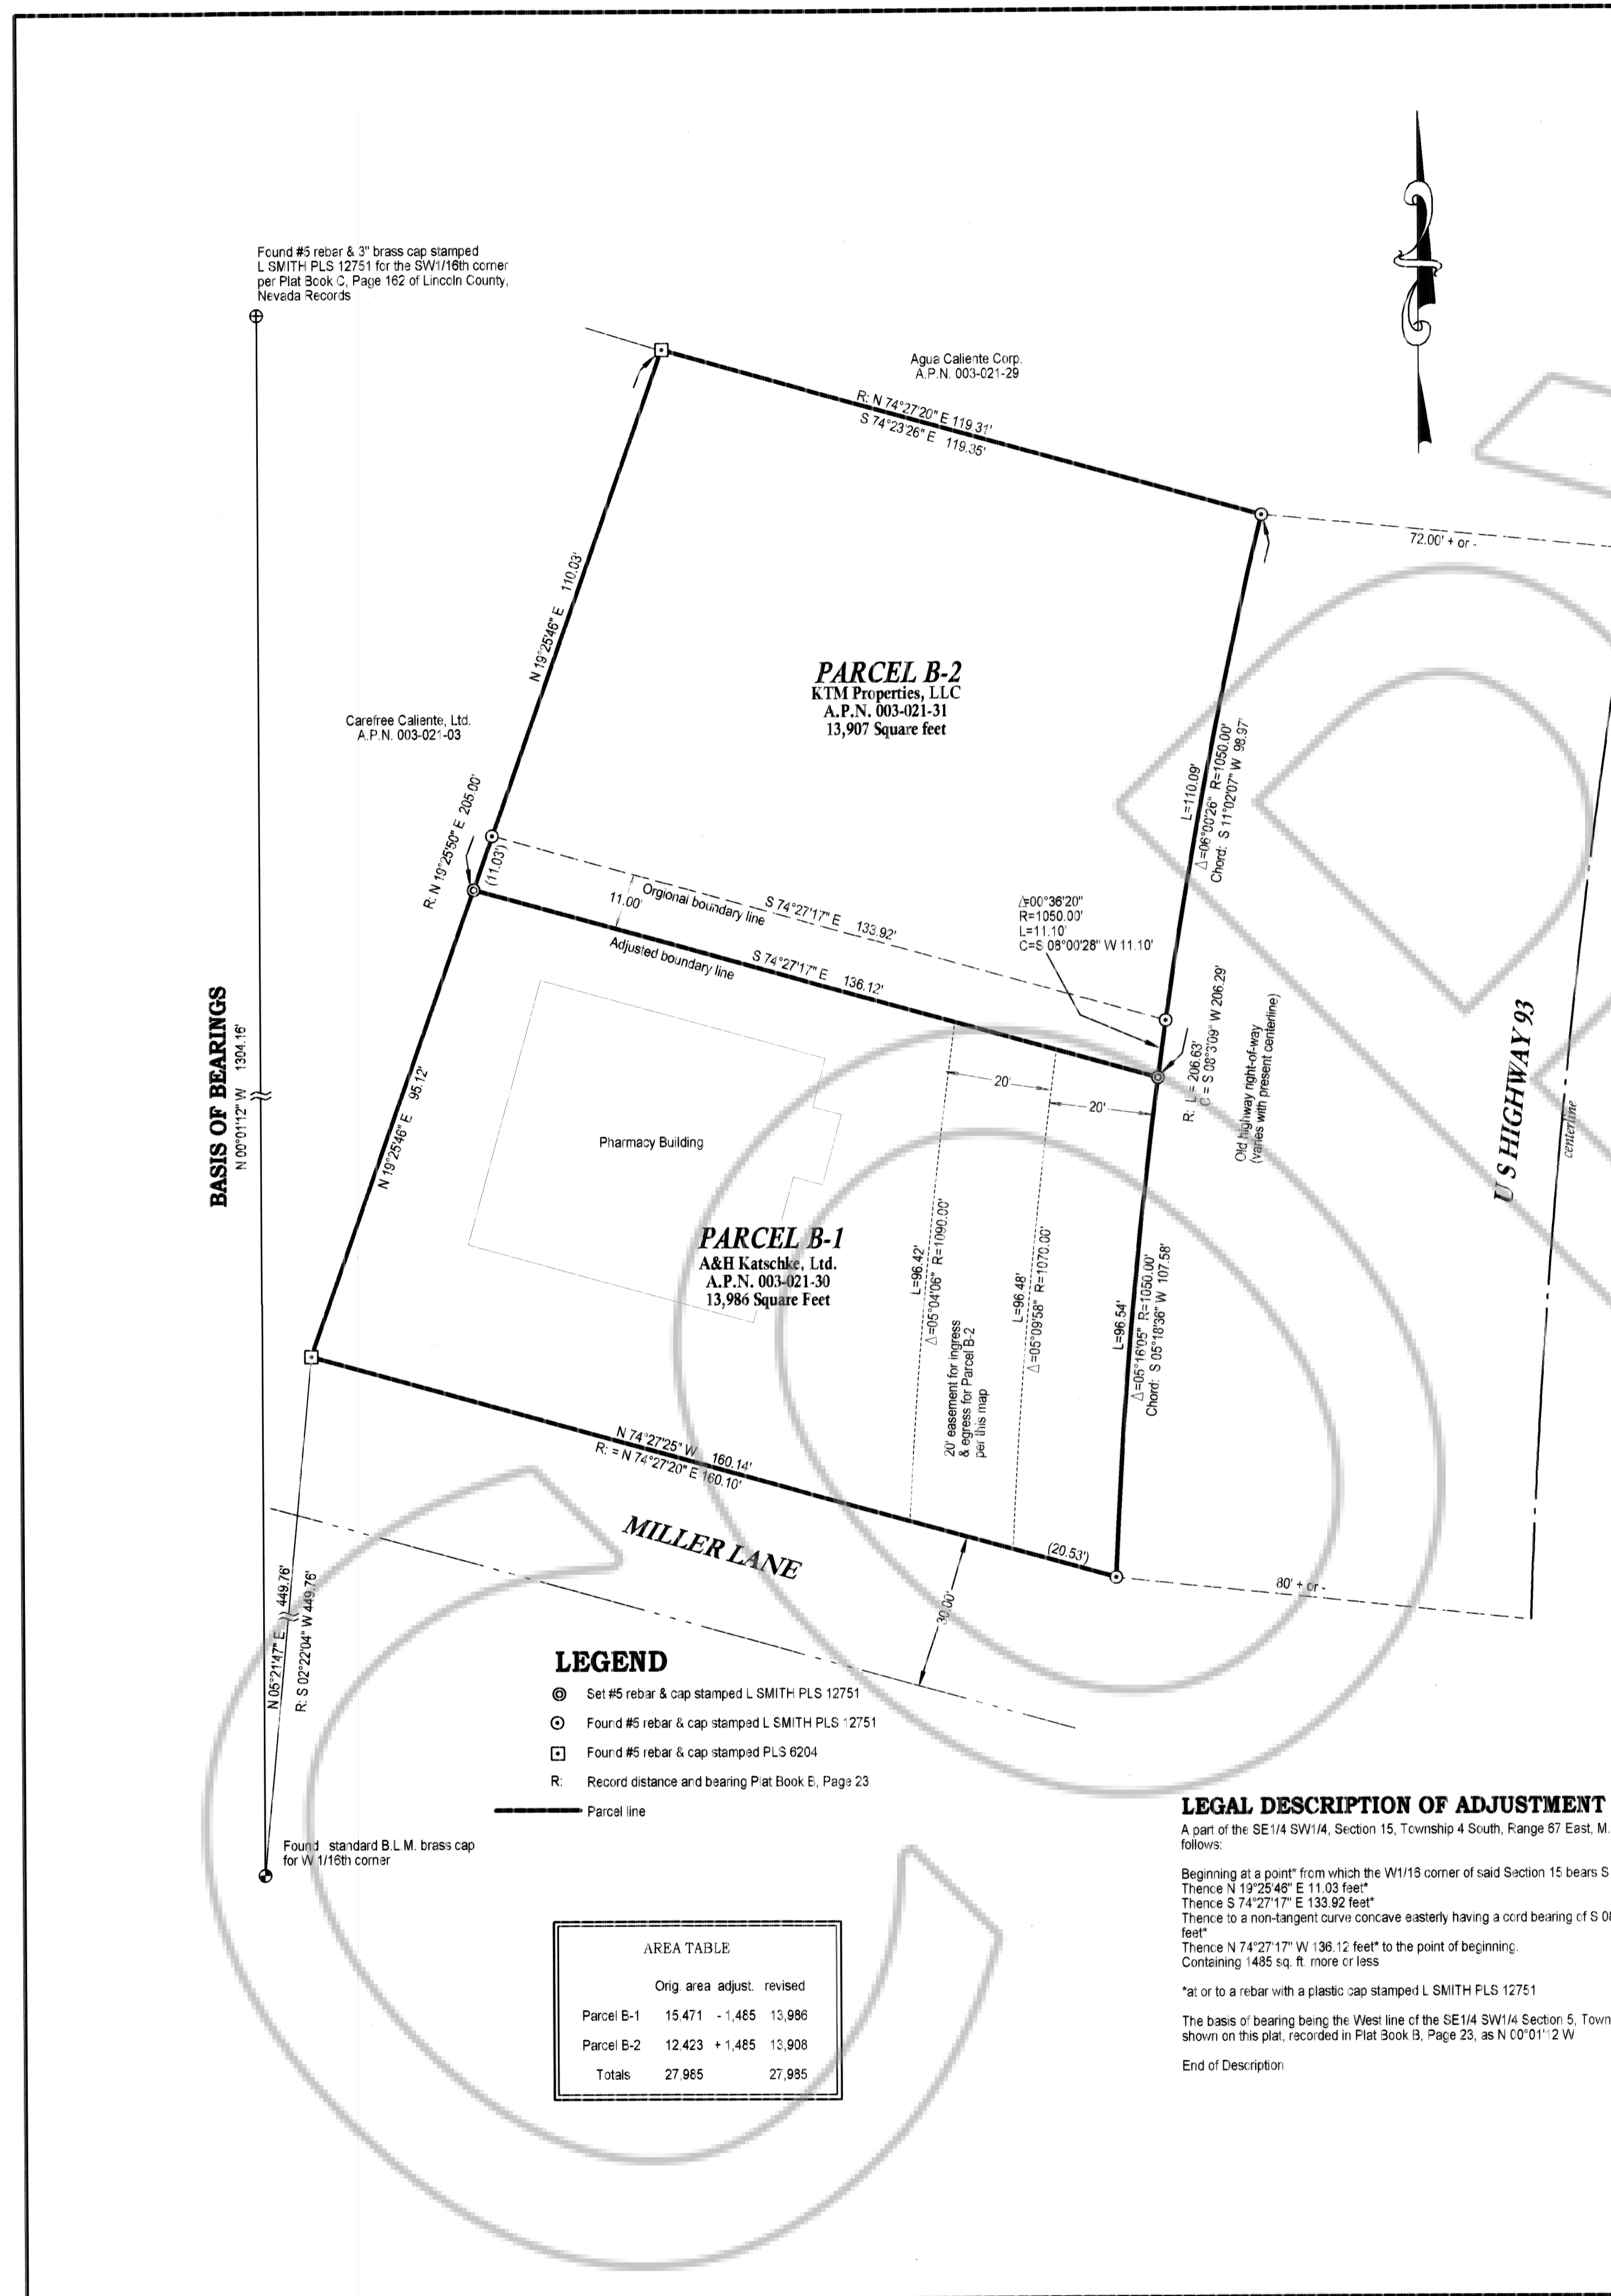 Found #5 rebar & 3" brass cap stamped
L SMITH PLS 12751 for the SW1/16th corner
per Plat Book C, Page 162 of Lincoln County,
Nevada Records
Agua Caliente Corp.
A.P.N. 003-021-29
R: N 74°27'20" E 119.31'
S 74°23'26" E 119.35'
72.00' + or -
N 19°25'46" E 110.03'
PARCEL B-2
KTM Properties, LLC
A.P.N. 003-021-31
13,907 Square feet
Carefree Caliente, Ltd.
A.P.N. 003-021-03
L=110.09'
Δ=06°00'26" R=1050.00'
Chord: S 11°02'07" W 98.97'
R: N 19°25'50" E 205.00'
(11.03')
11.00'
Orgional boundary line
S 74°27'17" E 133.92'
Adjusted boundary line
S 74°27'17" E 136.12'
Δ=00°36'20"
R=1050.00'
L=11.10'
C=S 08°00'28" W 11.10'
R: L = 206.63'
C = S 08°3'09" W 206.29'
Old highway right-of-way
(varies with present centerline)
U S HIGHWAY 93
centerline
BASIS OF BEARINGS
N 00°01'12" W 1304.16'
N 19°25'46" E 95.12'
20'
20'
Pharmacy Building
PARCEL B-1
A&H Katschke, Ltd.
A.P.N. 003-021-30
13,986 Square Feet
L=96.42'
Δ=05°04'06" R=1090.00'
20' easement for ingress
& egress for Parcel B-2
per this map
L=96.48'
Δ=05°09'58" R=1070.00'
L=96.54'
Δ=05°16'05" R=1050.00'
Chord: S 05°18'36" W 107.58'
N 74°27'25" W 160.14'
R: = N 74°27'20" E 160.10'
MILLER LANE
(20.53')
30.00'
80' + or -
N 05°21'47" E 449.76'
R: S 02°22'04" W 449.76'
LEGEND
Set #5 rebar & cap stamped L SMITH PLS 12751
Found #5 rebar & cap stamped L SMITH PLS 12751
Found #5 rebar & cap stamped PLS 6204
R: Record distance and bearing Plat Book B, Page 23
Parcel line
Found standard B.L.M. brass cap
for W 1/16th corner
LEGAL DESCRIPTION OF ADJUSTMENT
A part of the SE1/4 SW1/4, Section 15, Township 4 South, Range 67 East, M.
follows:
Beginning at a point* from which the W1/16 corner of said Section 15 bears S
Thence N 19°25'46" E 11.03 feet*
Thence S 74°27'17" E 133.92 feet*
Thence to a non-tangent curve concave easterly having a cord bearing of S 08
feet*
Thence N 74°27'17" W 136.12 feet* to the point of beginning.
Containing 1485 sq. ft. more or less
*at or to a rebar with a plastic cap stamped L SMITH PLS 12751
The basis of bearing being the West line of the SE1/4 SW1/4 Section 5, Town
shown on this plat, recorded in Plat Book B, Page 23, as N 00°01'12 W
End of Description
AREA TABLE
Orig. area adjust. revised
Parcel B-1 15,471 - 1,485 13,986
Parcel B-2 12,423 + 1,485 13,908
Totals 27,985 27,985